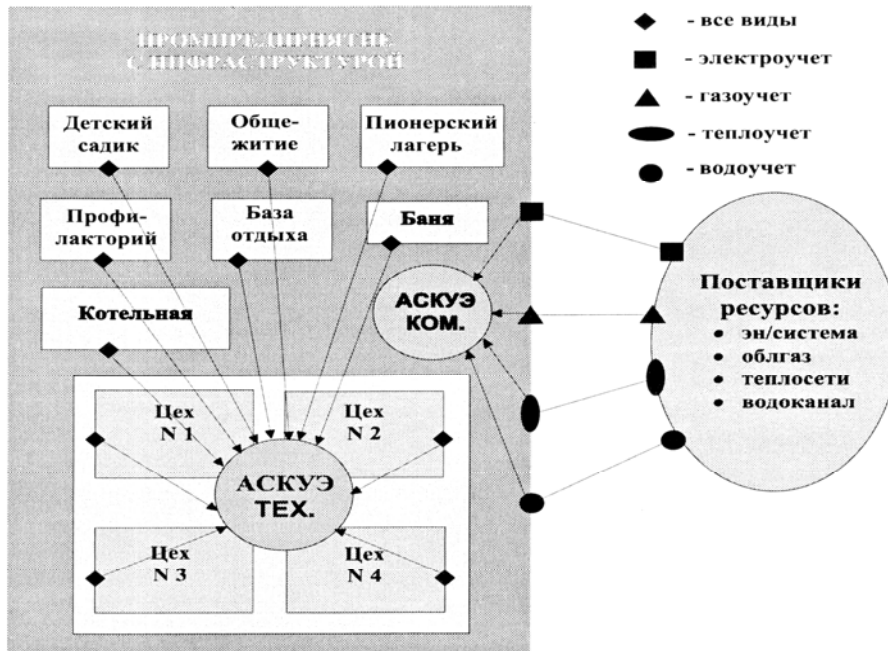 ПРОМПРЕДПРИЯТИЕ
С ИНФРАСТРУКТУРОЙ
- все виды
- электроучет
- газоучет
- теплоучет
- водоучет
Детский
садик
Обще-
житие
Пионерский
лагерь
Профи-
лакторий
База
отдыха
Баня
Котельная
АСКУЭ
КОМ.
Поставщики
ресурсов:
• эн/система
• облгаз
• теплосети
• водоканал
Цех
N 1
Цех
N 2
АСКУЭ
ТЕХ.
Цех
N 3
Цех
N 4